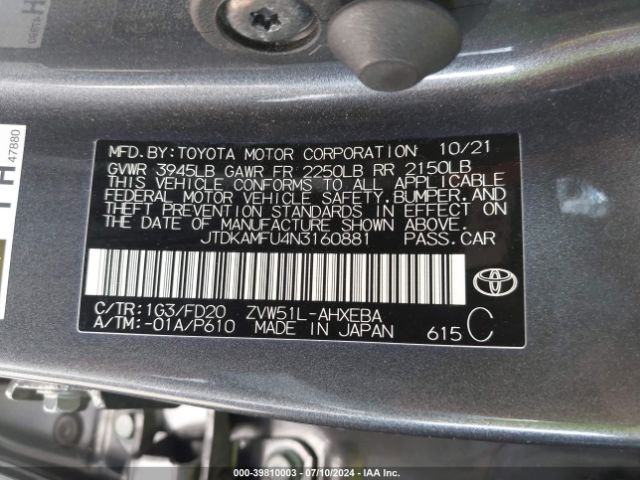 MFD.BY:TOYOTA MOTOR CORPORATION 10/21
GVWR 3945LB GAWR FR 2250LB RR 2150LB
THIS VEHICLE CONFORMS TO ALL APPLICABLE
FEDERAL MOTOR VEHICLE SAFETY,BUMPER,AND
THEFT PREVENTION STANDARDS IN EFFECT ON
THE DATE OF MANUFACTURE SHOWN ABOVE.
JTDKAMFU4N3160881 PASS.CAR
C/TR:1G3/FD20 ZVW51L-AHXEBA
A/TM:-01A/P610 MADE IN JAPAN 615 C
47880
000-39810003 - 07/10/2024 - IAA Inc.